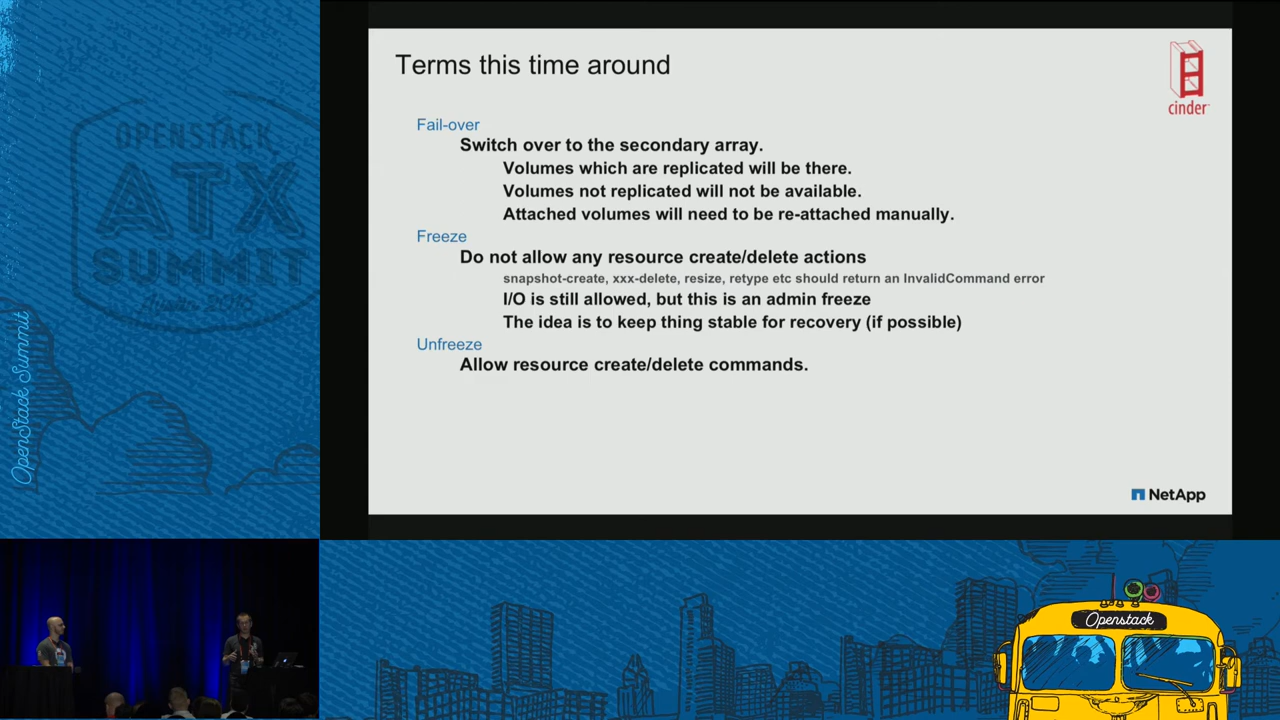 Terms this time around
cinder
Fail-over
Switch over to the secondary array.
Volumes which are replicated will be there.
Volumes not replicated will not be available.
Attached volumes will need to be re-attached manually.
Freeze
Do not allow any resource create/delete actions
snapshot-create, xxx-delete, resize, retype etc should return an InvalidCommand error
I/O is still allowed, but this is an admin freeze
The idea is to keep thing stable for recovery (if possible)
Unfreeze
Allow resource create/delete commands.
NetApp
OPENSTACK
ATX
SUMMIT
Austin 2016
OpenStack Summit
Openstack